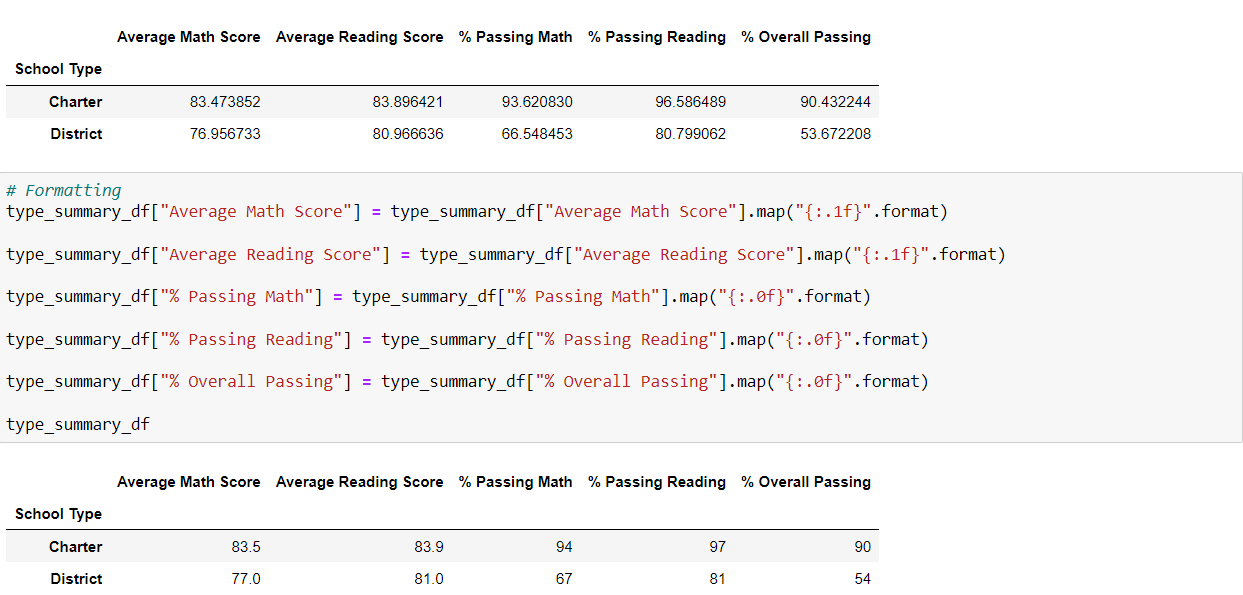 Average Math Score Average Reading Score % Passing Math % Passing Reading % Overall Passing
School Type
Charter 83.473852 83.896421 93.620830 96.586489 90.432244
District 76.956733 80.966636 66.548453 80.799062 53.672208
# Formatting
type_summary_df["Average Math Score"] = type_summary_df["Average Math Score"].map("{:.1f}".format)
type_summary_df["Average Reading Score"] = type_summary_df["Average Reading Score"].map("{:.1f}".format)
type_summary_df["% Passing Math"] = type_summary_df["% Passing Math"].map("{:.0f}".format)
type_summary_df["% Passing Reading"] = type_summary_df["% Passing Reading"].map("{:.0f}".format)
type_summary_df["% Overall Passing"] = type_summary_df["% Overall Passing"].map("{:.0f}".format)
type_summary_df
Average Math Score Average Reading Score % Passing Math % Passing Reading % Overall Passing
School Type
Charter 83.5 83.9 94 97 90
District 77.0 81.0 67 81 54